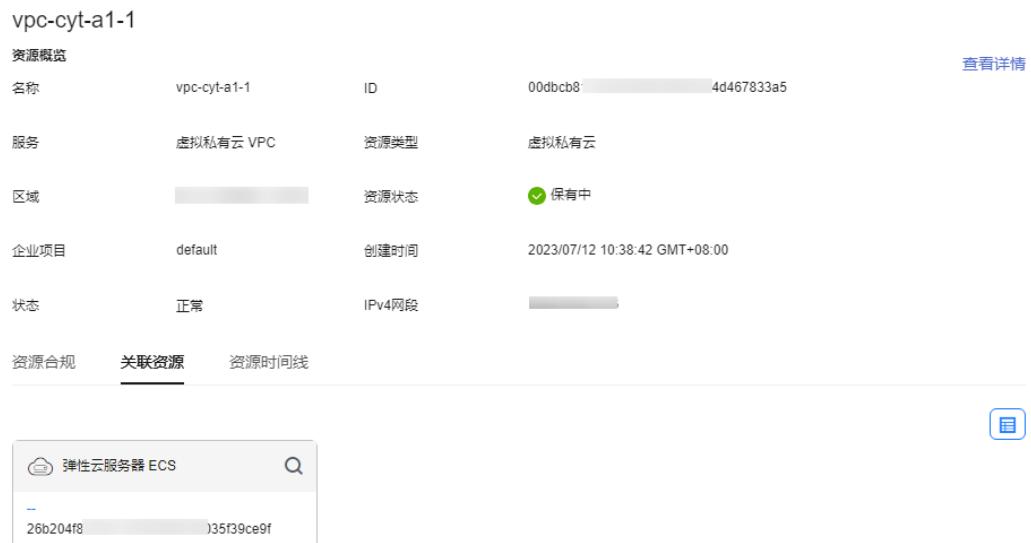 vpc-cyt-a1-1
资源概览
查看详情
名称 vpc-cyt-a1-1 ID 00dbcb8 4d467833a5
服务 虚拟私有云 VPC 资源类型 虚拟私有云
区域 资源状态 保有中
企业项目 default 创建时间 2023/07/12 10:38:42 GMT+08:00
状态 正常 IPv4网段
资源合规 关联资源 资源时间线
弹性云服务器 ECS
--
26b204f8 035f39ce9f